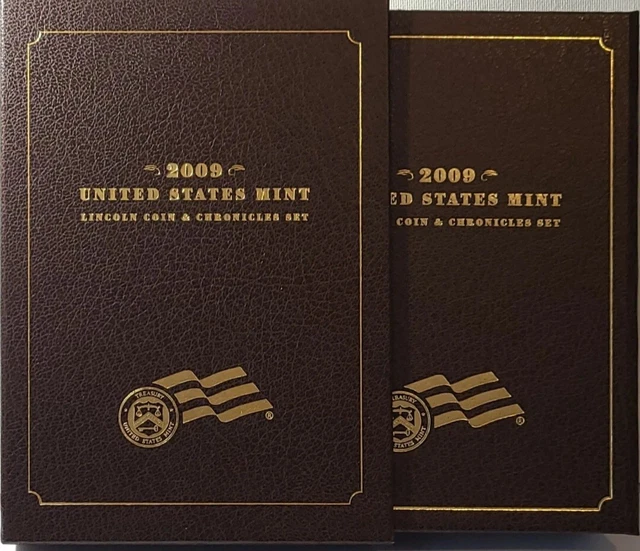 2009
UNITED STATES MINT
LINCOLN COIN & CHRONICLES SET
TREASURY
UNITED STATES MINT
®
2009
ED STATES MINT
COIN & CHRONICLES SET
®